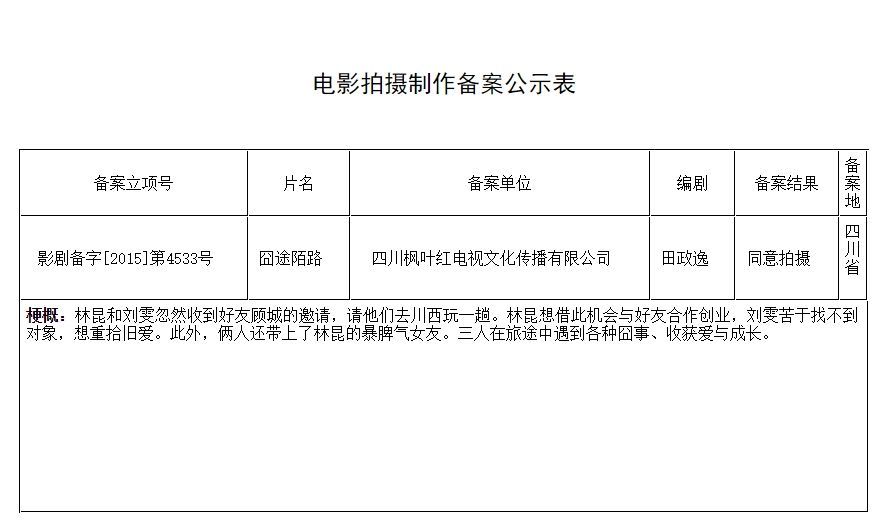 电影拍摄制作备案公示表
备案立项号 片名 备案单位 编剧 备案结果 备案地
影剧备字[2015]第4533号 囧途陌路 四川枫叶红电视文化传播有限公司 田政逸 同意拍摄 四川省
梗概：林昆和刘雯忽然收到好友顾城的邀请，请他们去川西玩一趟。林昆想借此机会与好友合作创业，刘雯苦于找不到
对象，想重拾旧爱。此外，俩人还带上了林昆的暴脾气女友。三人在旅途中遇到各种囧事、收获爱与成长。